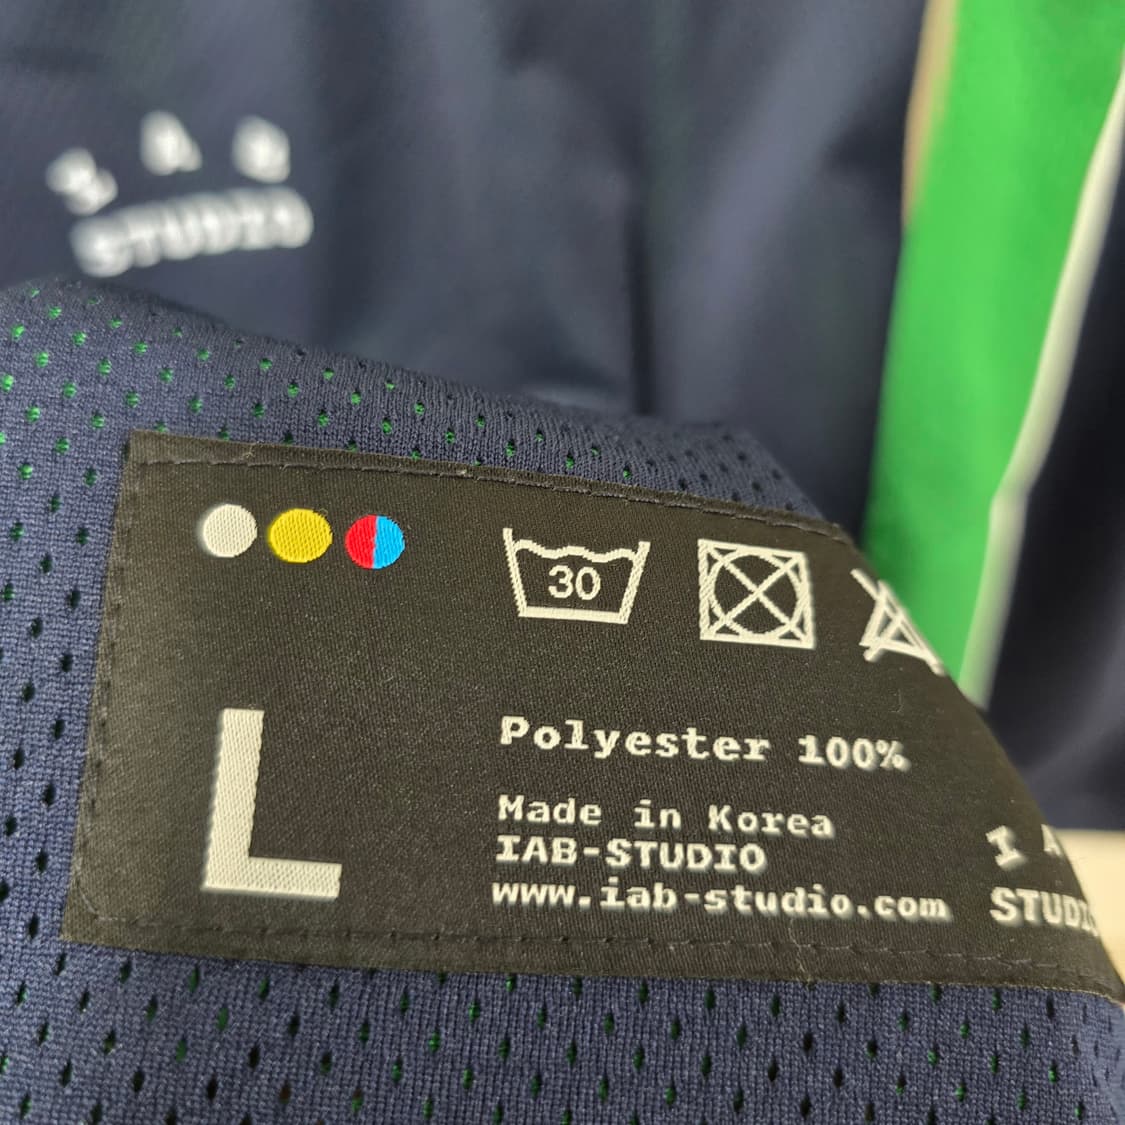 I A B
STUDIO
30
L
Polyester 100%
Made in Korea
IAB-STUDIO
www.iab-studio.com
I A